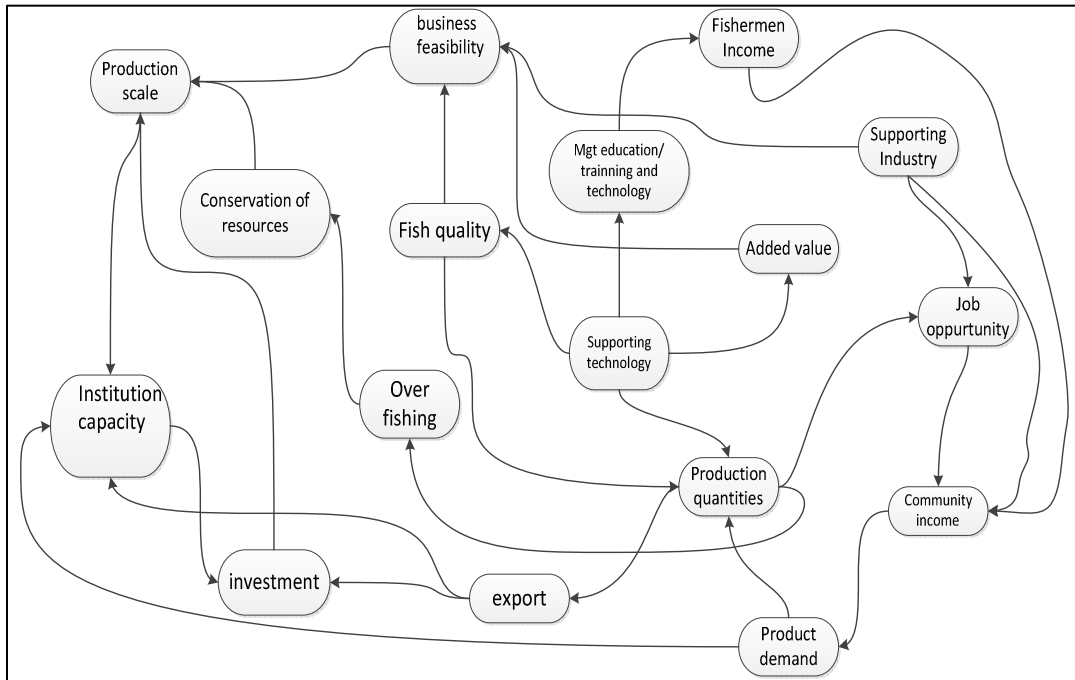 business
feasibility
Fishermen
Income
Production
scale
Supporting
Industry
Mgt education/
trainning and
technology
Conservation of
resources
Fish quality
Added value
Job
oppurtunity
Supporting
technology
Institution
capacity
Over
fishing
Production
quantities
Community
income
investment
export
Product
demand